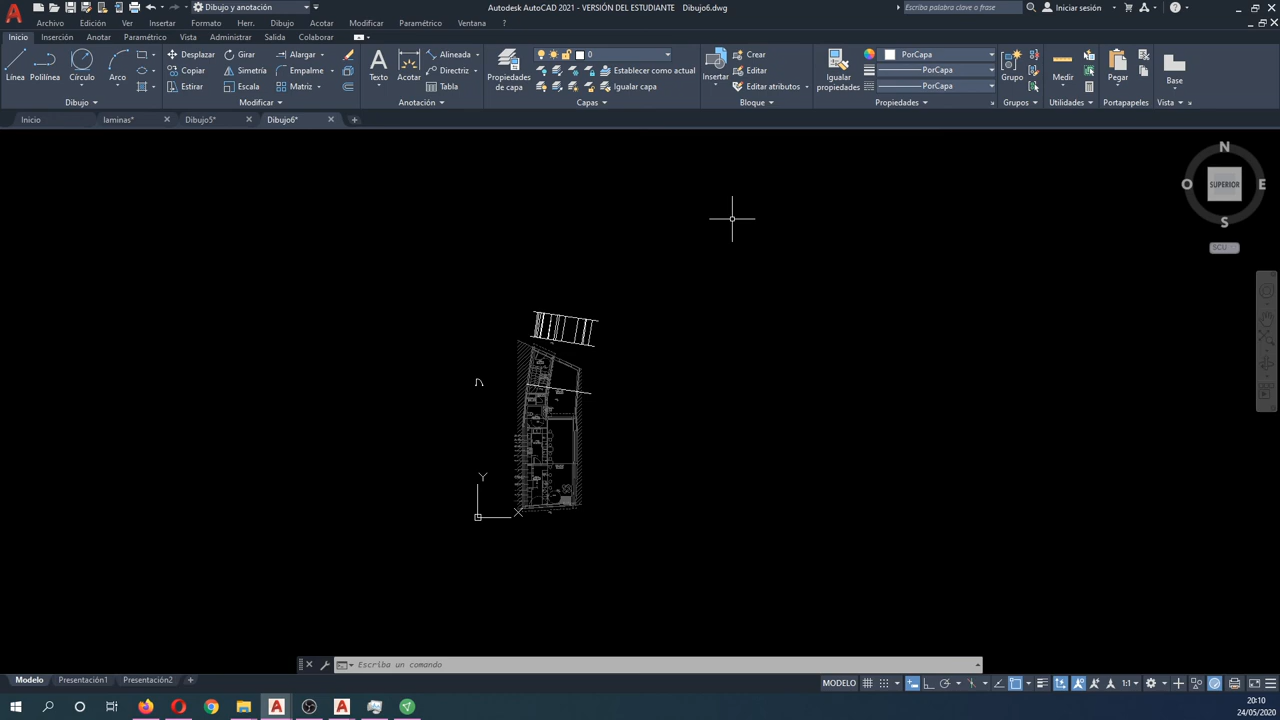 Dibujo y anotación
Autodesk AutoCAD 2021 - VERSIÓN DEL ESTUDIANTE Dibujo6.dwg
Escriba palabra clave o frase
Iniciar sesión
?
Archivo Edición Ver Insertar Formato Herr. Dibujo Acotar Modificar Paramétrico Ventana ?
Inicio Inserción Anotar Paramétrico Vista Administrar Salida Colaborar
Línea Polilínea Círculo Arco
Desplazar Girar Alargar
Copiar Simetría Empalme
Estirar Escala Matriz
Texto Acotar
Alineada
Directriz
Tabla
Propiedades de capa
0
Establecer como actual
Igualar capa
Insertar
Crear
Editar
Editar atributos
Igualar propiedades
PorCapa
PorCapa
PorCapa
Grupo
Medir
Pegar
Base
Dibujo Modificar Anotación Capas Bloque Propiedades Grupos Utilidades Portapapeles Vista
Inicio laminas* Dibujo5* Dibujo6*
N
O SUPERIOR E
S
SCU
Y
X
Escriba un comando
Modelo Presentación1 Presentación2
MODELO
1:1
20:10
24/05/2020